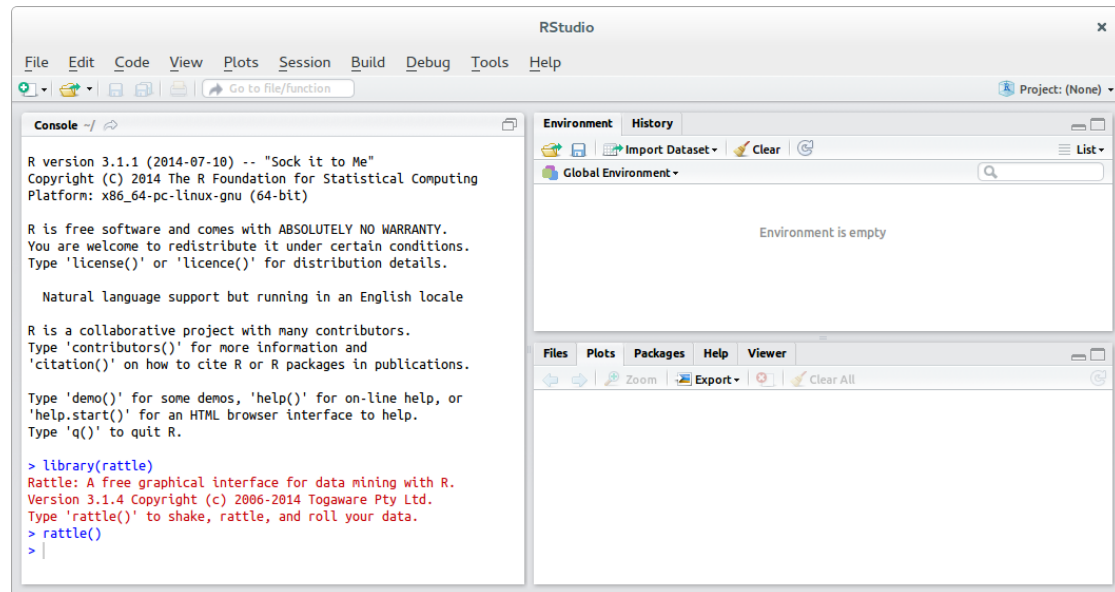 RStudio
File Edit Code View Plots Session Build Debug Tools Help
Go to file/function
Project: (None)
Console ~/
R version 3.1.1 (2014-07-10) -- "Sock it to Me"
Copyright (C) 2014 The R Foundation for Statistical Computing
Platform: x86_64-pc-linux-gnu (64-bit)
R is free software and comes with ABSOLUTELY NO WARRANTY.
You are welcome to redistribute it under certain conditions.
Type 'license()' or 'licence()' for distribution details.
Natural language support but running in an English locale
R is a collaborative project with many contributors.
Type 'contributors()' for more information and
'citation()' on how to cite R or R packages in publications.
Type 'demo()' for some demos, 'help()' for on-line help, or
'help.start()' for an HTML browser interface to help.
Type 'q()' to quit R.
> library(rattle)
Rattle: A free graphical interface for data mining with R.
Version 3.1.4 Copyright (c) 2006-2014 Togaware Pty Ltd.
Type 'rattle()' to shake, rattle, and roll your data.
> rattle()
>
Environment History
Import Dataset Clear List
Global Environment
Environment is empty
Files Plots Packages Help Viewer
Zoom Export Clear All